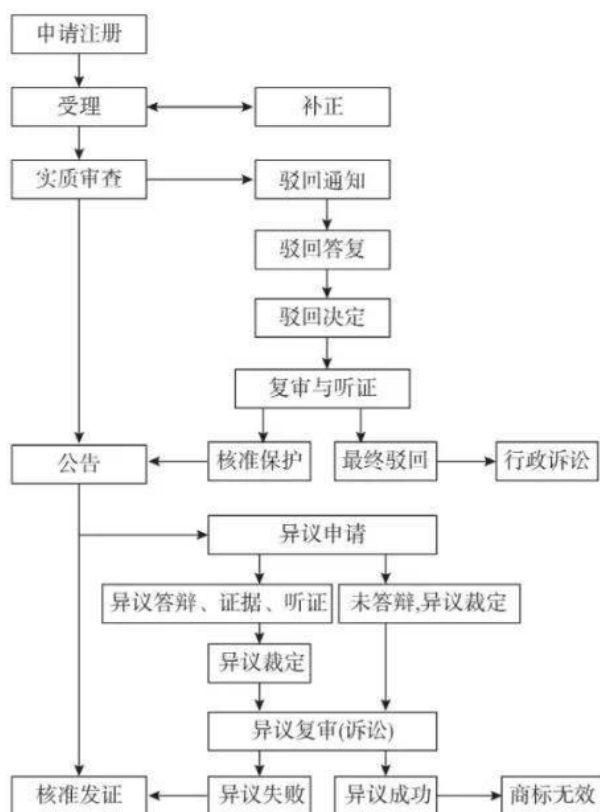 申请注册
受理
补正
实质审查
驳回通知
驳回答复
驳回决定
复审与听证
公告
核准保护
最终驳回
行政诉讼
异议申请
异议答辩、证据、听证
未答辩,异议裁定
异议裁定
异议复审(诉讼)
核准发证
异议失败
异议成功
商标无效